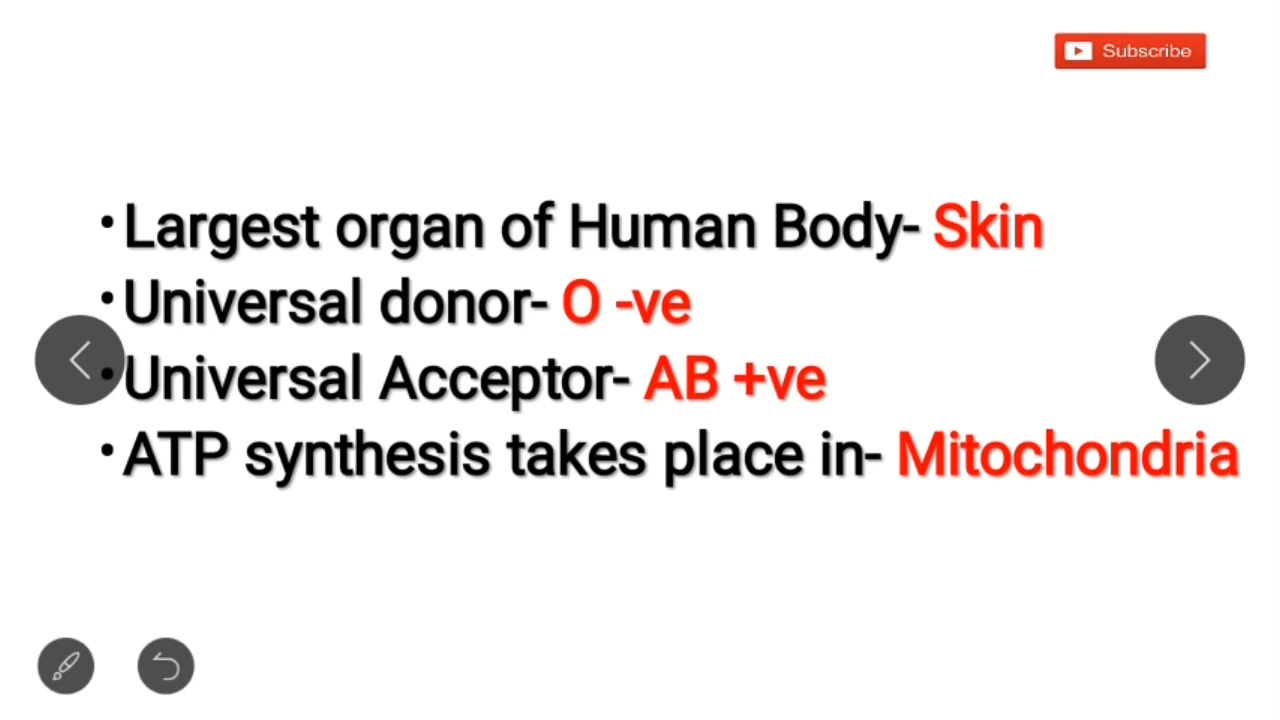 Subscribe
•Largest organ of Human Body- Skin
•Universal donor- O -ve
•Universal Acceptor- AB +ve
•ATP synthesis takes place in- Mitochondria